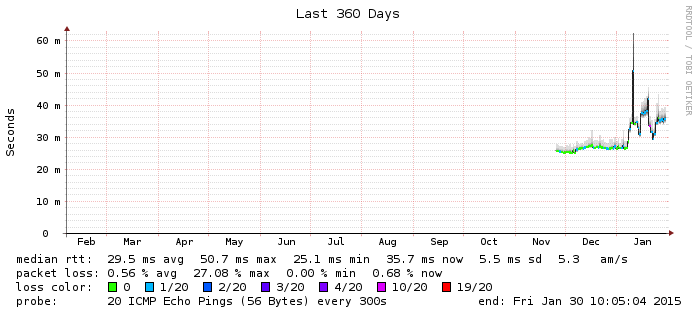 Last 360 Days
RRDTOOL / TOBI OETIKER
Seconds
60 m
50 m
40 m
30 m
20 m
10 m
0
Feb Mar Apr May Jun Jul Aug Sep Oct Nov Dec Jan
median rtt: 29.5 ms avg 50.7 ms max 25.1 ms min 35.7 ms now 5.5 ms sd 5.3 am/s
packet loss: 0.56 % avg 27.08 % max 0.00 % min 0.68 % now
loss color: 0 1/20 2/20 3/20 4/20 10/20 19/20
probe: 20 ICMP Echo Pings (56 Bytes) every 300s end: Fri Jan 30 10:05:04 2015